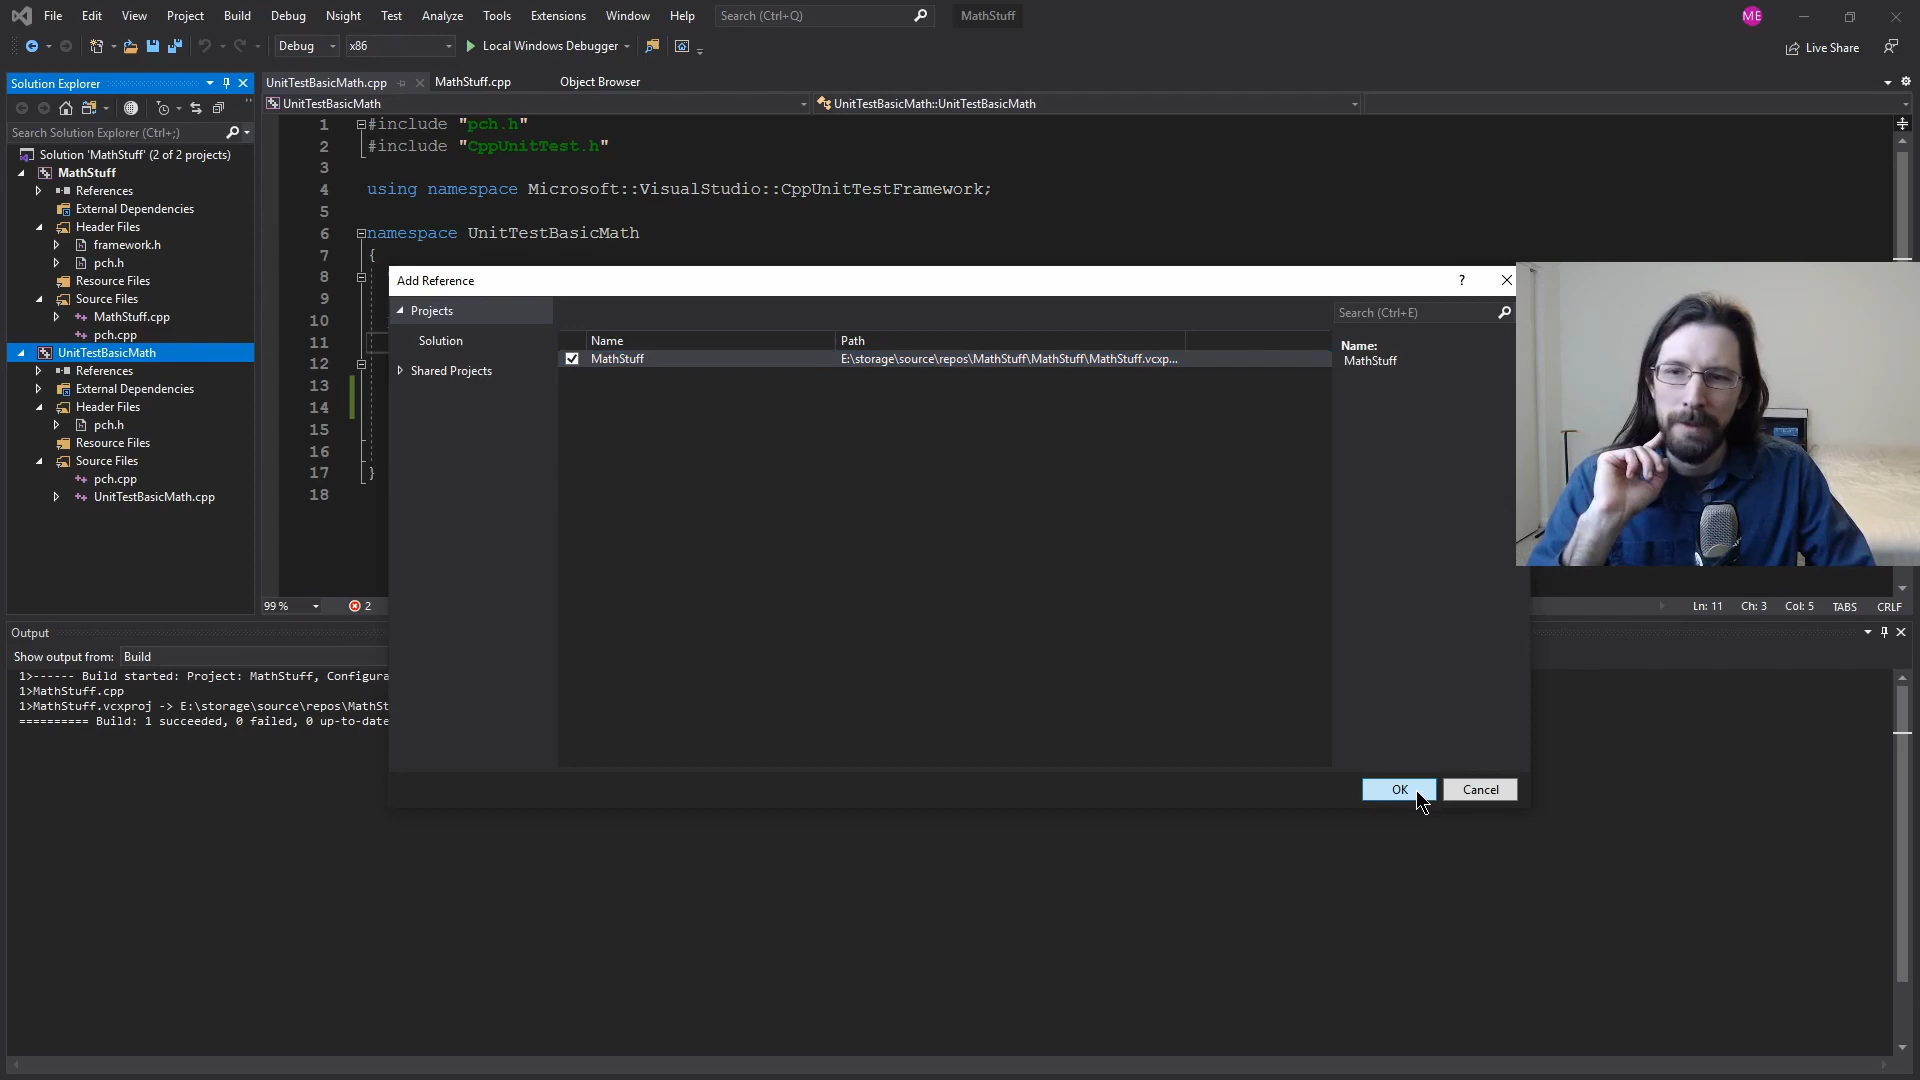 File Edit View Project Build Debug Nsight Test Analyze Tools Extensions Window Help Search (Ctrl+Q) MathStuff ME
Debug x86 Local Windows Debugger Live Share
Solution Explorer
Search Solution Explorer (Ctrl+;)
Solution 'MathStuff' (2 of 2 projects)
MathStuff
References
External Dependencies
Header Files
framework.h
pch.h
Resource Files
Source Files
MathStuff.cpp
pch.cpp
UnitTestBasicMath
References
External Dependencies
Header Files
pch.h
Resource Files
Source Files
pch.cpp
UnitTestBasicMath.cpp
UnitTestBasicMath.cpp MathStuff.cpp Object Browser
UnitTestBasicMath UnitTestBasicMath::UnitTestBasicMath
1 #include "pch.h"
2 #include "CppUnitTest.h"
3
4 using namespace Microsoft::VisualStudio::CppUnitTestFramework;
5
6 namespace UnitTestBasicMath
7 {
8
9
10
11
12
13
14
15
16
17 }
18
99 % 2 Ln: 11 Ch: 3 Col: 5 TABS CRLF
Add Reference ?
Projects
Solution
Shared Projects
Name Path
MathStuff E:\storage\source\repos\MathStuff\MathStuff\MathStuff.vcxp...
Search (Ctrl+E)
Name:
MathStuff
OK Cancel
Output
Show output from: Build
1>------ Build started: Project: MathStuff, Configura
1>MathStuff.cpp
1>MathStuff.vcxproj -> E:\storage\source\repos\MathSt
========== Build: 1 succeeded, 0 failed, 0 up-to-date